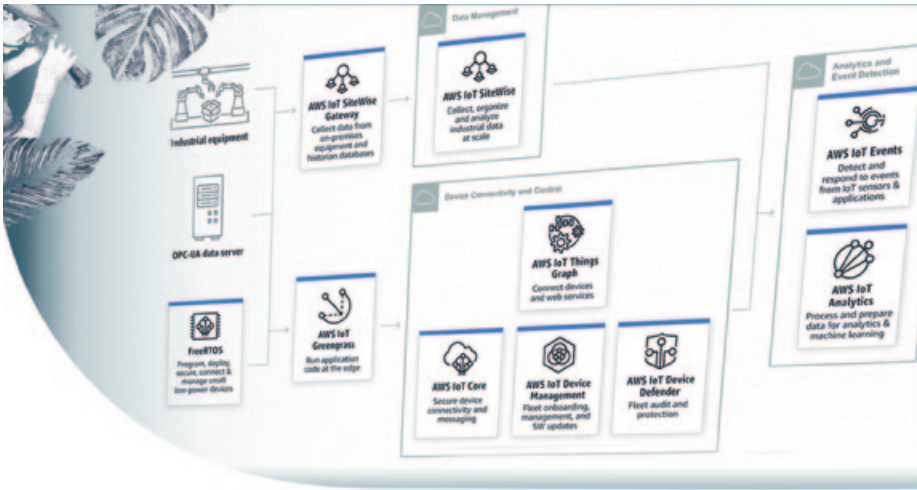 Data Management
Industrial equipment
AWS IoT SiteWise
Gateway
Collect data from
on-premises
equipment and
historian databases
AWS IoT SiteWise
Collect, organize
and analyze
industrial data
at scale
Analytics and
Event Detection
AWS IoT Events
Detect and
respond to events
from IoT sensors &
applications
OPC-UA data server
Device Connectivity and Control
AWS IoT Things
Graph
Connect devices
and web services
AWS IoT
Analytics
Process and prepare
data for analytics &
machine learning
FreeRTOS
Program, deploy,
secure, connect &
manage small
low-power devices
AWS IoT
Greengrass
Run application
code at the edge
AWS IoT Core
Secure device
connectivity and
messaging
AWS IoT Device
Management
Fleet onboarding,
management, and
SW updates
AWS IoT Device
Defender
Fleet audit and
protection